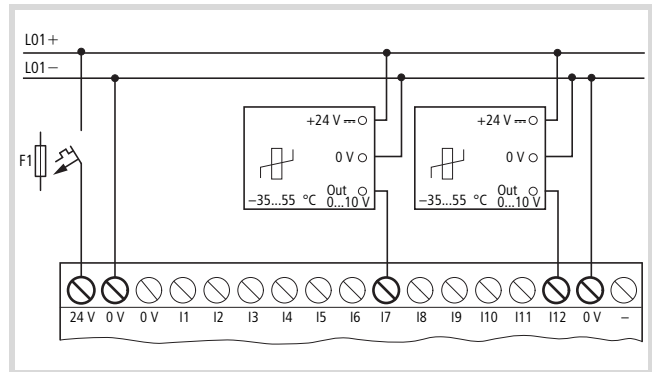 L01+
L01−
+24 V ⎓
0 V
−35...55 °C
Out
0...10 V
+24 V ⎓
0 V
−35...55 °C
Out
0...10 V
F1
24 V 0 V 0 V I1 I2 I3 I4 I5 I6 I7 I8 I9 I10 I11 I12 0 V −